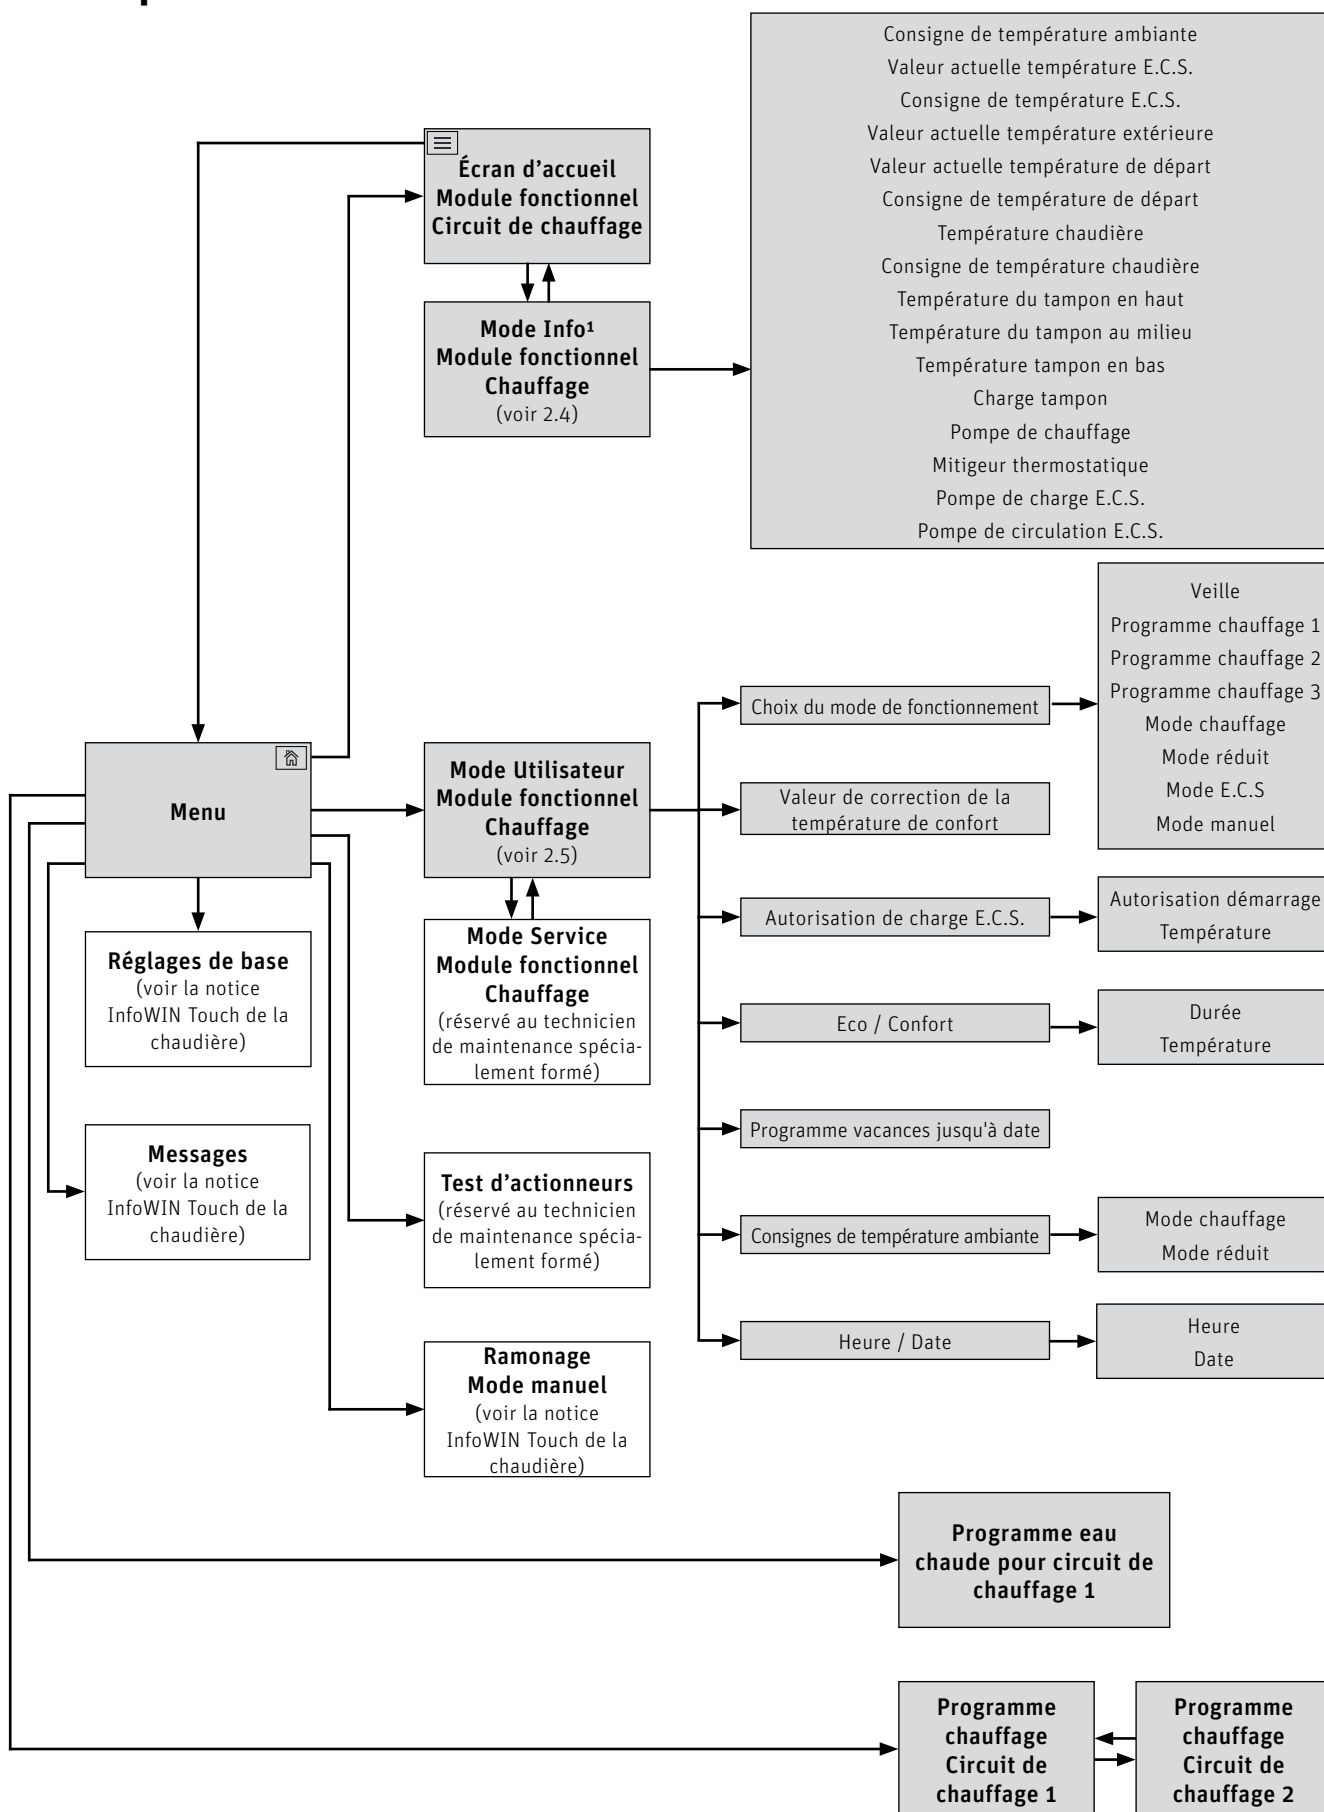 Consigne de température ambiante
Valeur actuelle température E.C.S.
Consigne de température E.C.S.
Valeur actuelle température extérieure
Valeur actuelle température de départ
Consigne de température de départ
Température chaudière
Consigne de température chaudière
Température du tampon en haut
Température du tampon au milieu
Température tampon en bas
Charge tampon
Pompe de chauffage
Mitigeur thermostatique
Pompe de charge E.C.S.
Pompe de circulation E.C.S.
Écran d’accueil
Module fonctionnel
Circuit de chauffage
Mode Info¹
Module fonctionnel
Chauffage
(voir 2.4)
Menu
Mode Utilisateur
Module fonctionnel
Chauffage
(voir 2.5)
Choix du mode de fonctionnement
Veille
Programme chauffage 1
Programme chauffage 2
Programme chauffage 3
Mode chauffage
Mode réduit
Mode E.C.S
Mode manuel
Valeur de correction de la
température de confort
Autorisation de charge E.C.S.
Autorisation démarrage
Température
Eco / Confort
Durée
Température
Programme vacances jusqu'à date
Consignes de température ambiante
Mode chauffage
Mode réduit
Heure / Date
Heure
Date
Réglages de base
(voir la notice
InfoWIN Touch de la
chaudière)
Mode Service
Module fonctionnel
Chauffage
(réservé au technicien
de maintenance spécia-
lement formé)
Messages
(voir la notice
InfoWIN Touch de la
chaudière)
Test d’actionneurs
(réservé au technicien
de maintenance spécia-
lement formé)
Ramonage
Mode manuel
(voir la notice
InfoWIN Touch de la
chaudière)
Programme eau
chaude pour circuit de
chauffage 1
Programme
chauffage
Circuit de
chauffage 1
Programme
chauffage
Circuit de
chauffage 2